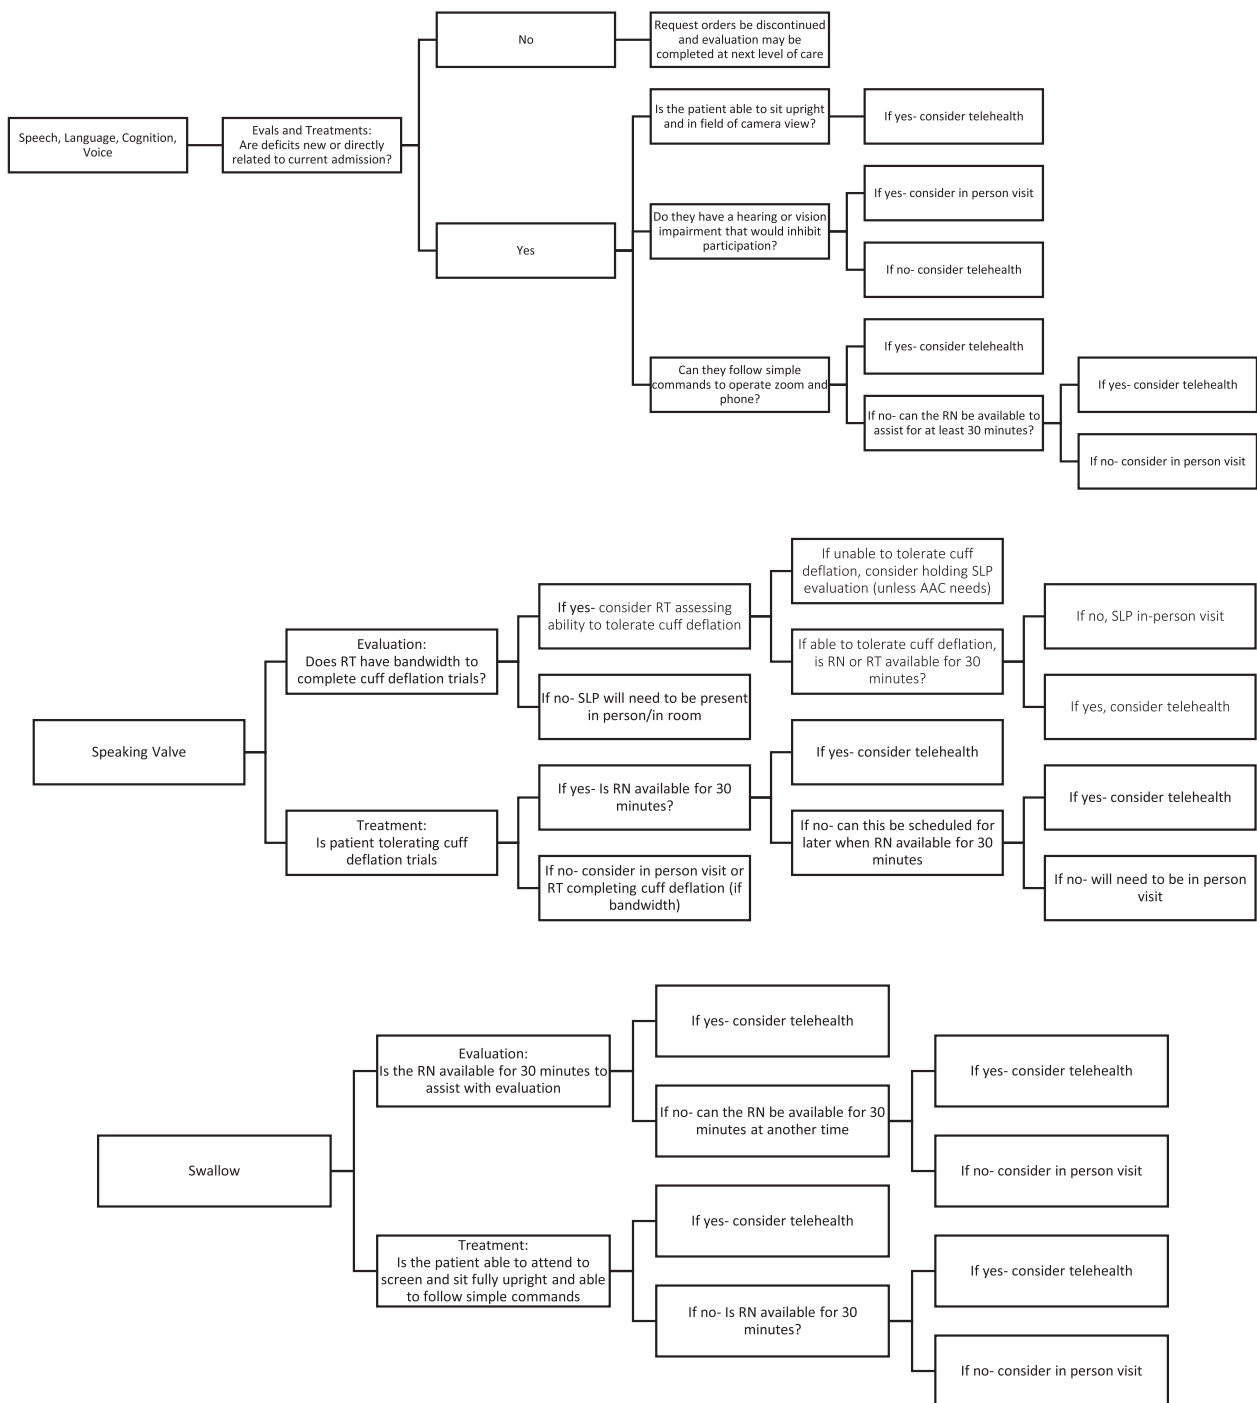 Speech, Language, Cognition,
Voice
Evals and Treatments:
Are deficits new or directly
related to current admission?
No
Request orders be discontinued
and evaluation may be
completed at next level of care
Yes
Is the patient able to sit upright
and in field of camera view?
If yes- consider telehealth
Do they have a hearing or vision
impairment that would inhibit
participation?
If yes- consider in person visit
If no- consider telehealth
Can they follow simple
commands to operate zoom and
phone?
If yes- consider telehealth
If no- can the RN be available to
assist for at least 30 minutes?
If yes- consider telehealth
If no- consider in person visit
Speaking Valve
Evaluation:
Does RT have bandwidth to
complete cuff deflation trials?
If yes- consider RT assessing
ability to tolerate cuff deflation
If unable to tolerate cuff
deflation, consider holding SLP
evaluation (unless AAC needs)
If able to tolerate cuff deflation,
is RN or RT available for 30
minutes?
If no, SLP in-person visit
If yes, consider telehealth
If no- SLP will need to be present
in person/in room
Treatment:
Is patient tolerating cuff
deflation trials
If yes- Is RN available for 30
minutes?
If yes- consider telehealth
If no- can this be scheduled for
later when RN available for 30
minutes
If yes- consider telehealth
If no- will need to be in person
visit
If no- consider in person visit or
RT completing cuff deflation (if
bandwidth)
Swallow
Evaluation:
Is the RN available for 30 minutes to
assist with evaluation
If yes- consider telehealth
If no- can the RN be available for 30
minutes at another time
If yes- consider telehealth
If no- consider in person visit
Treatment:
Is the patient able to attend to
screen and sit fully upright and able
to follow simple commands
If yes- consider telehealth
If no- Is RN available for 30
minutes?
If yes- consider telehealth
If no- consider in person visit